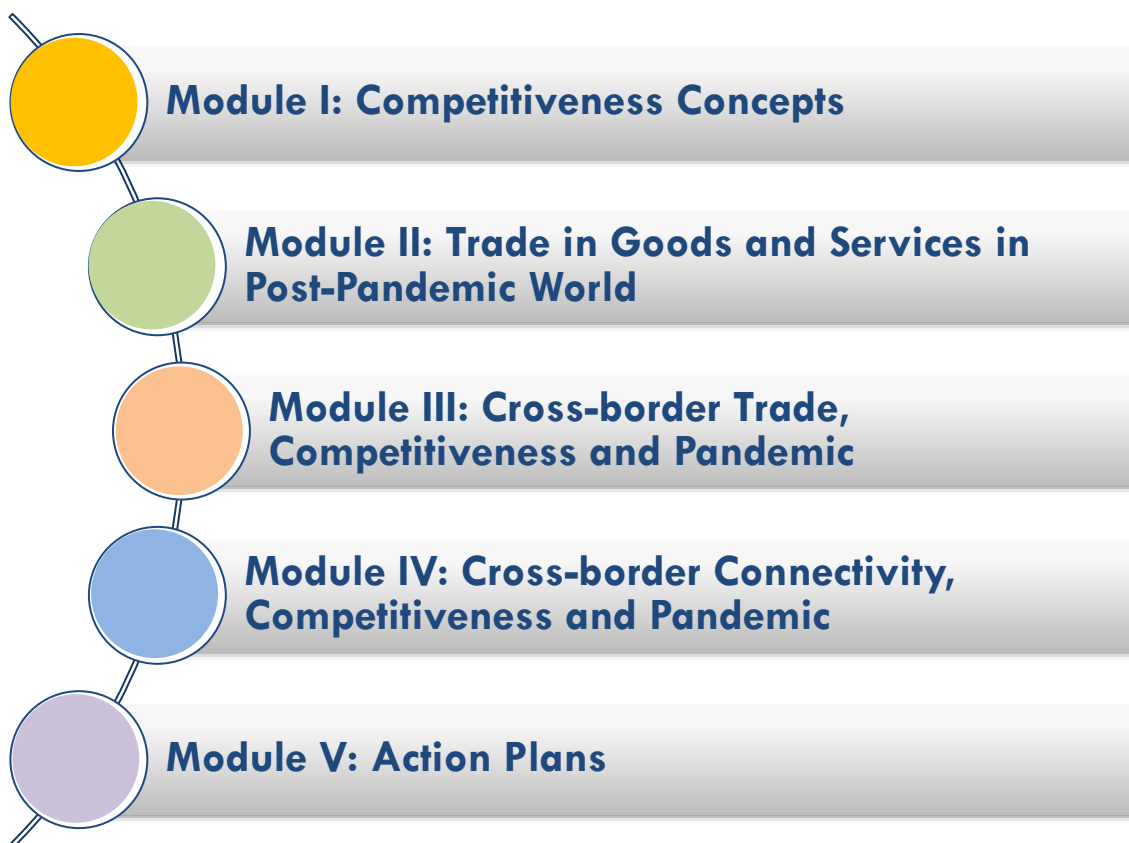 Module I: Competitiveness Concepts
Module II: Trade in Goods and Services in
Post-Pandemic World
Module III: Cross-border Trade,
Competitiveness and Pandemic
Module IV: Cross-border Connectivity,
Competitiveness and Pandemic
Module V: Action Plans